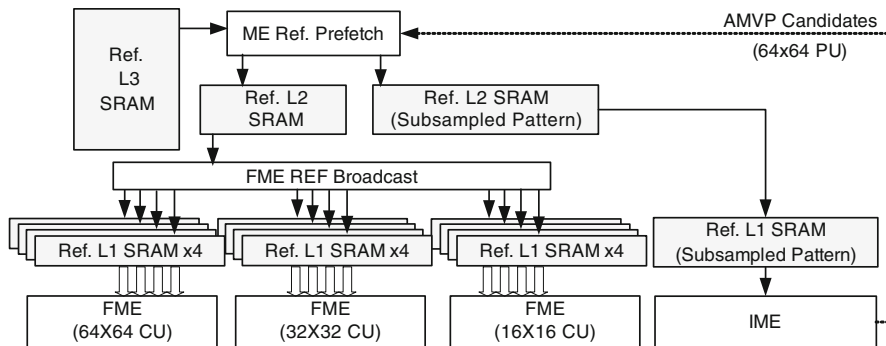 Ref.
L3
SRAM
ME Ref. Prefetch
AMVP Candidates
(64x64 PU)
Ref. L2
SRAM
Ref. L2 SRAM
(Subsampled Pattern)
FME REF Broadcast
Ref. L1 SRAM x4
Ref. L1 SRAM x4
Ref. L1 SRAM x4
Ref. L1 SRAM
(Subsampled Pattern)
FME
(64X64 CU)
FME
(32X32 CU)
FME
(16X16 CU)
IME